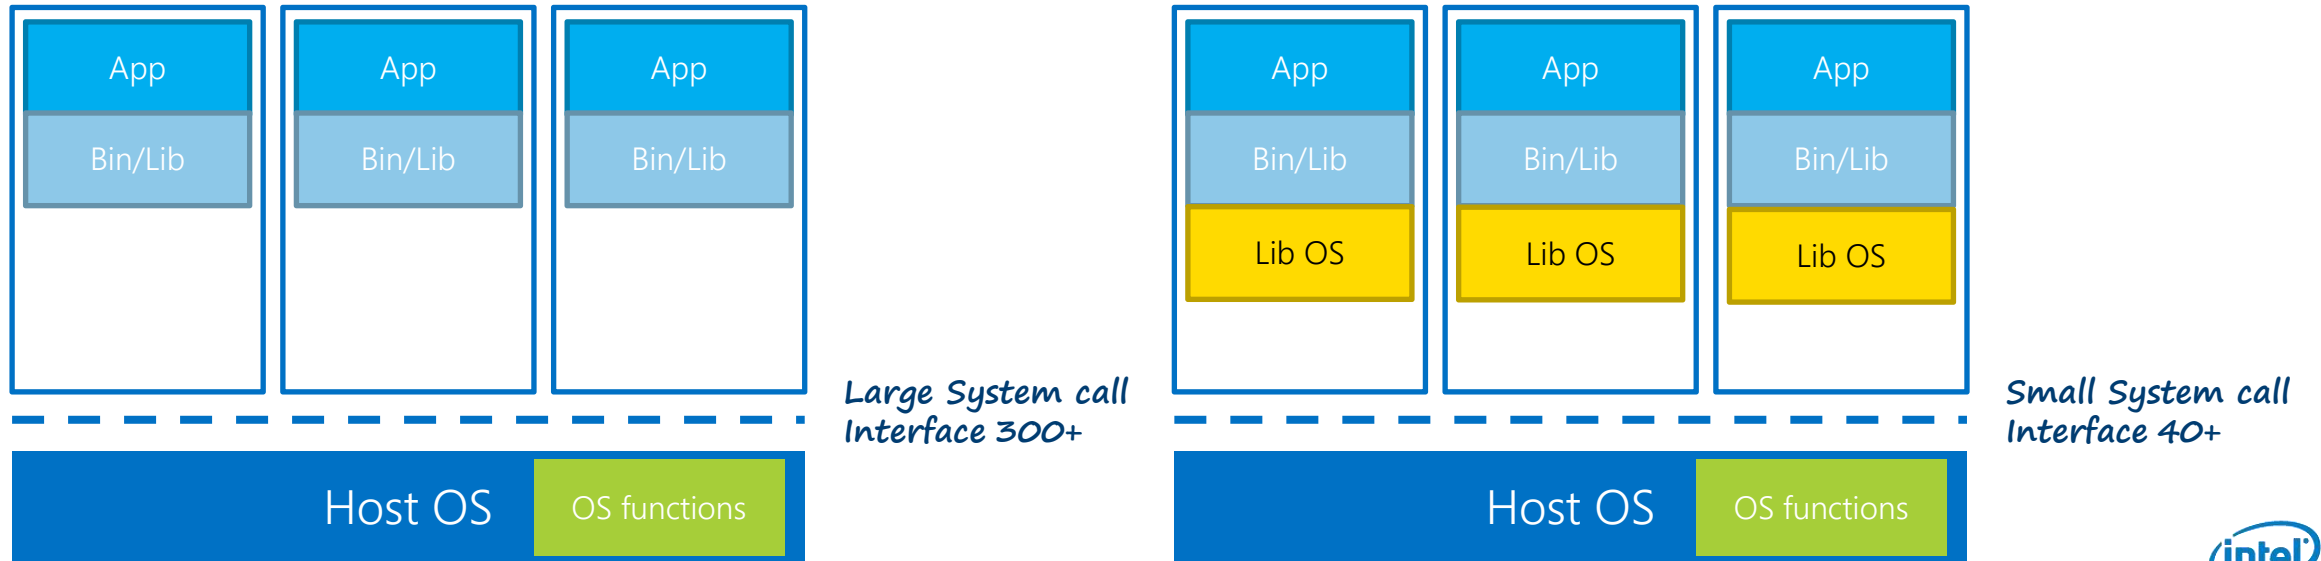 App
App
App
Bin/Lib
Bin/Lib
Bin/Lib
Large System call
Interface 300+
Host OS
OS functions
App
App
App
Bin/Lib
Bin/Lib
Bin/Lib
Lib OS
Lib OS
Lib OS
Small System call
Interface 40+
Host OS
OS functions
intel